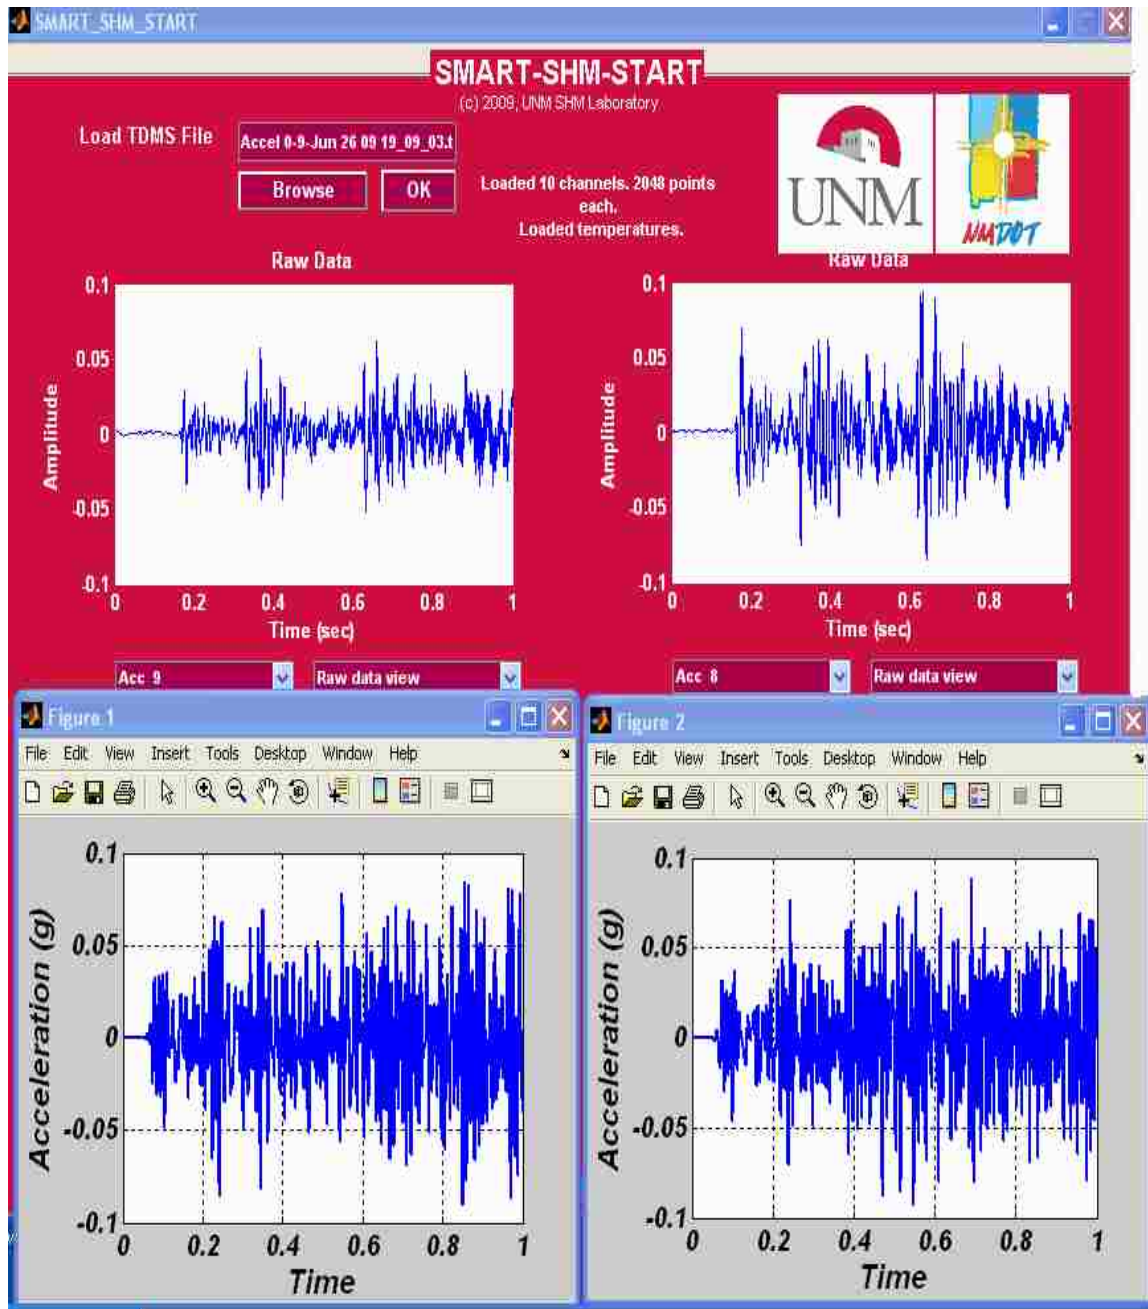 SMART_SHM_START
SMART-SHM-START
(c) 2009, UNM SHM Laboratory
Load TDMS File
Accel 0-9-Jun 26 09 19_09_03.t
Browse
OK
Loaded 10 channels. 2048 points
each.
Loaded temperatures.
UNM
NMDOT
Raw Data
0.1
0.05
0
-0.05
-0.1
Amplitude
0 0.2 0.4 0.6 0.8 1
Time (sec)
Acc 9
Raw data view
Raw Data
0.1
0.05
0
-0.05
-0.1
Amplitude
0 0.2 0.4 0.6 0.8 1
Time (sec)
Acc 8
Raw data view
Figure 1
File Edit View Insert Tools Desktop Window Help
0.1
0.05
0
-0.05
-0.1
Acceleration (g)
0 0.2 0.4 0.6 0.8 1
Time
Figure 2
File Edit View Insert Tools Desktop Window Help
0.1
0.05
0
-0.05
-0.1
Acceleration (g)
0 0.2 0.4 0.6 0.8 1
Time